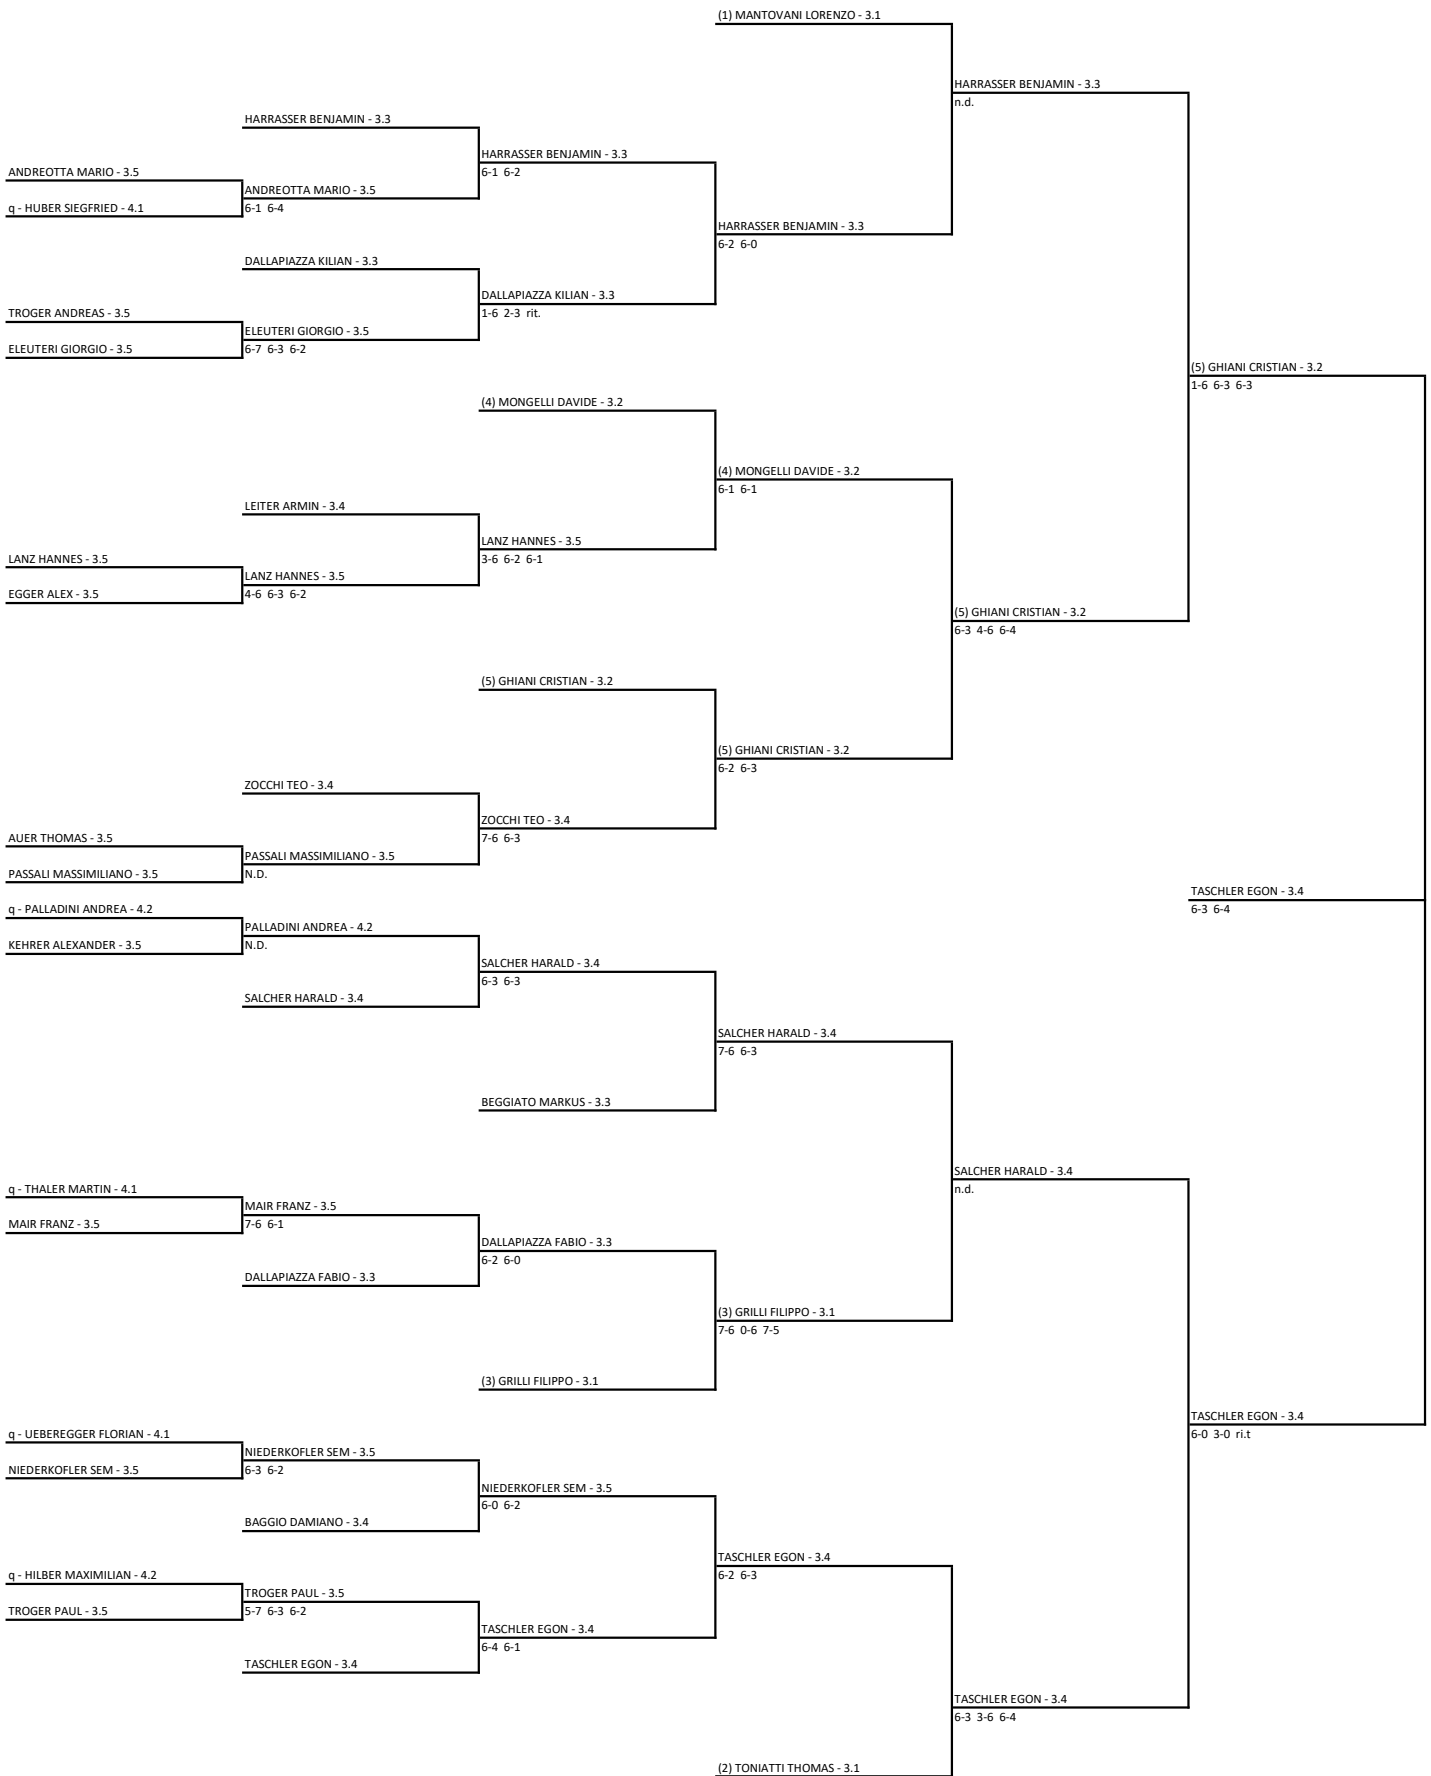 (1) MANTOVANI LORENZO - 3.1
HARRASSER BENJAMIN - 3.3
n.d.
HARRASSER BENJAMIN - 3.3
HARRASSER BENJAMIN - 3.3
6-1 6-2
ANDREOTTA MARIO - 3.5
ANDREOTTA MARIO - 3.5
6-1 6-4
q - HUBER SIEGFRIED - 4.1
HARRASSER BENJAMIN - 3.3
6-2 6-0
DALLAPIAZZA KILIAN - 3.3
DALLAPIAZZA KILIAN - 3.3
1-6 2-3 rit.
TROGER ANDREAS - 3.5
ELEUTERI GIORGIO - 3.5
6-7 6-3 6-2
ELEUTERI GIORGIO - 3.5
(5) GHIANI CRISTIAN - 3.2
1-6 6-3 6-3
(4) MONGELLI DAVIDE - 3.2
(4) MONGELLI DAVIDE - 3.2
6-1 6-1
LEITER ARMIN - 3.4
LANZ HANNES - 3.5
3-6 6-2 6-1
LANZ HANNES - 3.5
LANZ HANNES - 3.5
4-6 6-3 6-2
EGGER ALEX - 3.5
(5) GHIANI CRISTIAN - 3.2
6-3 4-6 6-4
(5) GHIANI CRISTIAN - 3.2
(5) GHIANI CRISTIAN - 3.2
6-2 6-3
ZOCCHI TEO - 3.4
ZOCCHI TEO - 3.4
7-6 6-3
AUER THOMAS - 3.5
PASSALI MASSIMILIANO - 3.5
N.D.
PASSALI MASSIMILIANO - 3.5
TASCHLER EGON - 3.4
6-3 6-4
q - PALLADINI ANDREA - 4.2
PALLADINI ANDREA - 4.2
N.D.
KEHRER ALEXANDER - 3.5
SALCHER HARALD - 3.4
6-3 6-3
SALCHER HARALD - 3.4
SALCHER HARALD - 3.4
7-6 6-3
BEGGIATO MARKUS - 3.3
SALCHER HARALD - 3.4
n.d.
q - THALER MARTIN - 4.1
MAIR FRANZ - 3.5
7-6 6-1
MAIR FRANZ - 3.5
DALLAPIAZZA FABIO - 3.3
6-2 6-0
DALLAPIAZZA FABIO - 3.3
(3) GRILLI FILIPPO - 3.1
7-6 0-6 7-5
(3) GRILLI FILIPPO - 3.1
TASCHLER EGON - 3.4
6-0 3-0 ri.t
q - UEBEREGGER FLORIAN - 4.1
NIEDERKOFLER SEM - 3.5
6-3 6-2
NIEDERKOFLER SEM - 3.5
NIEDERKOFLER SEM - 3.5
6-0 6-2
BAGGIO DAMIANO - 3.4
TASCHLER EGON - 3.4
6-2 6-3
q - HILBER MAXIMILIAN - 4.2
TROGER PAUL - 3.5
5-7 6-3 6-2
TROGER PAUL - 3.5
TASCHLER EGON - 3.4
6-4 6-1
TASCHLER EGON - 3.4
TASCHLER EGON - 3.4
6-3 3-6 6-4
(2) TONIATTI THOMAS - 3.1